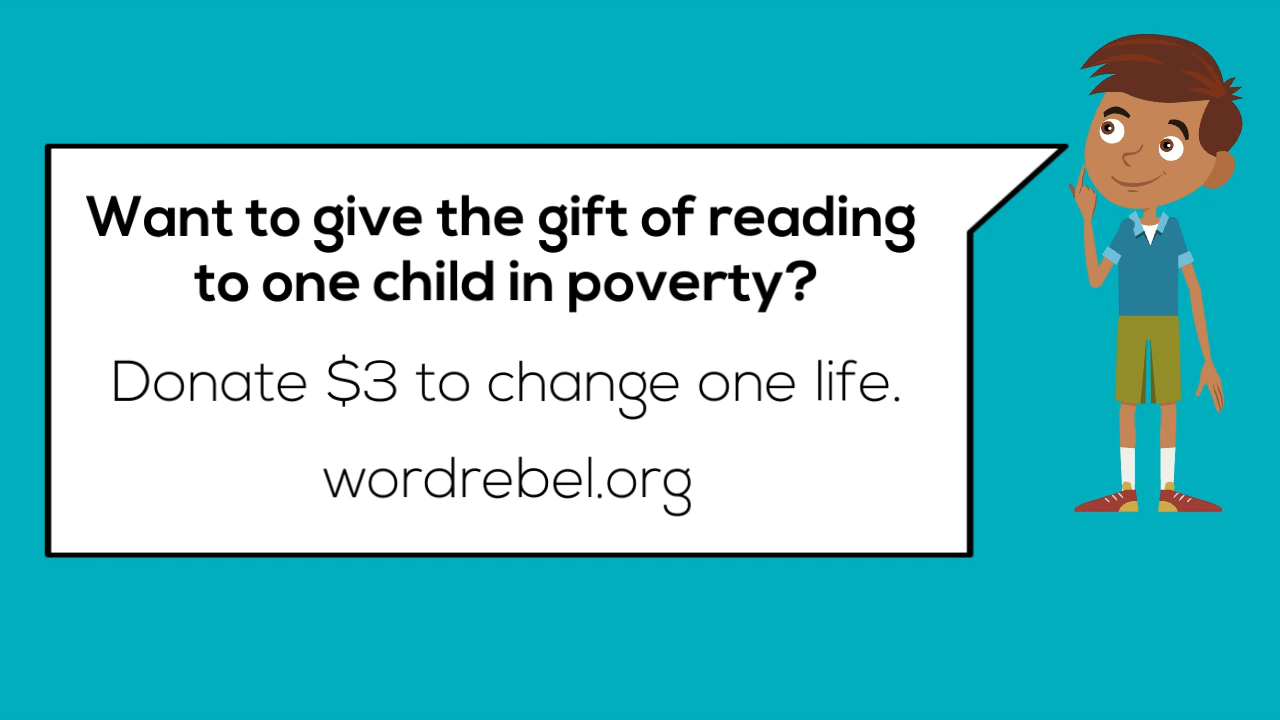 Want to give the gift of reading
to one child in poverty?
Donate $3 to change one life.
wordrebel.org